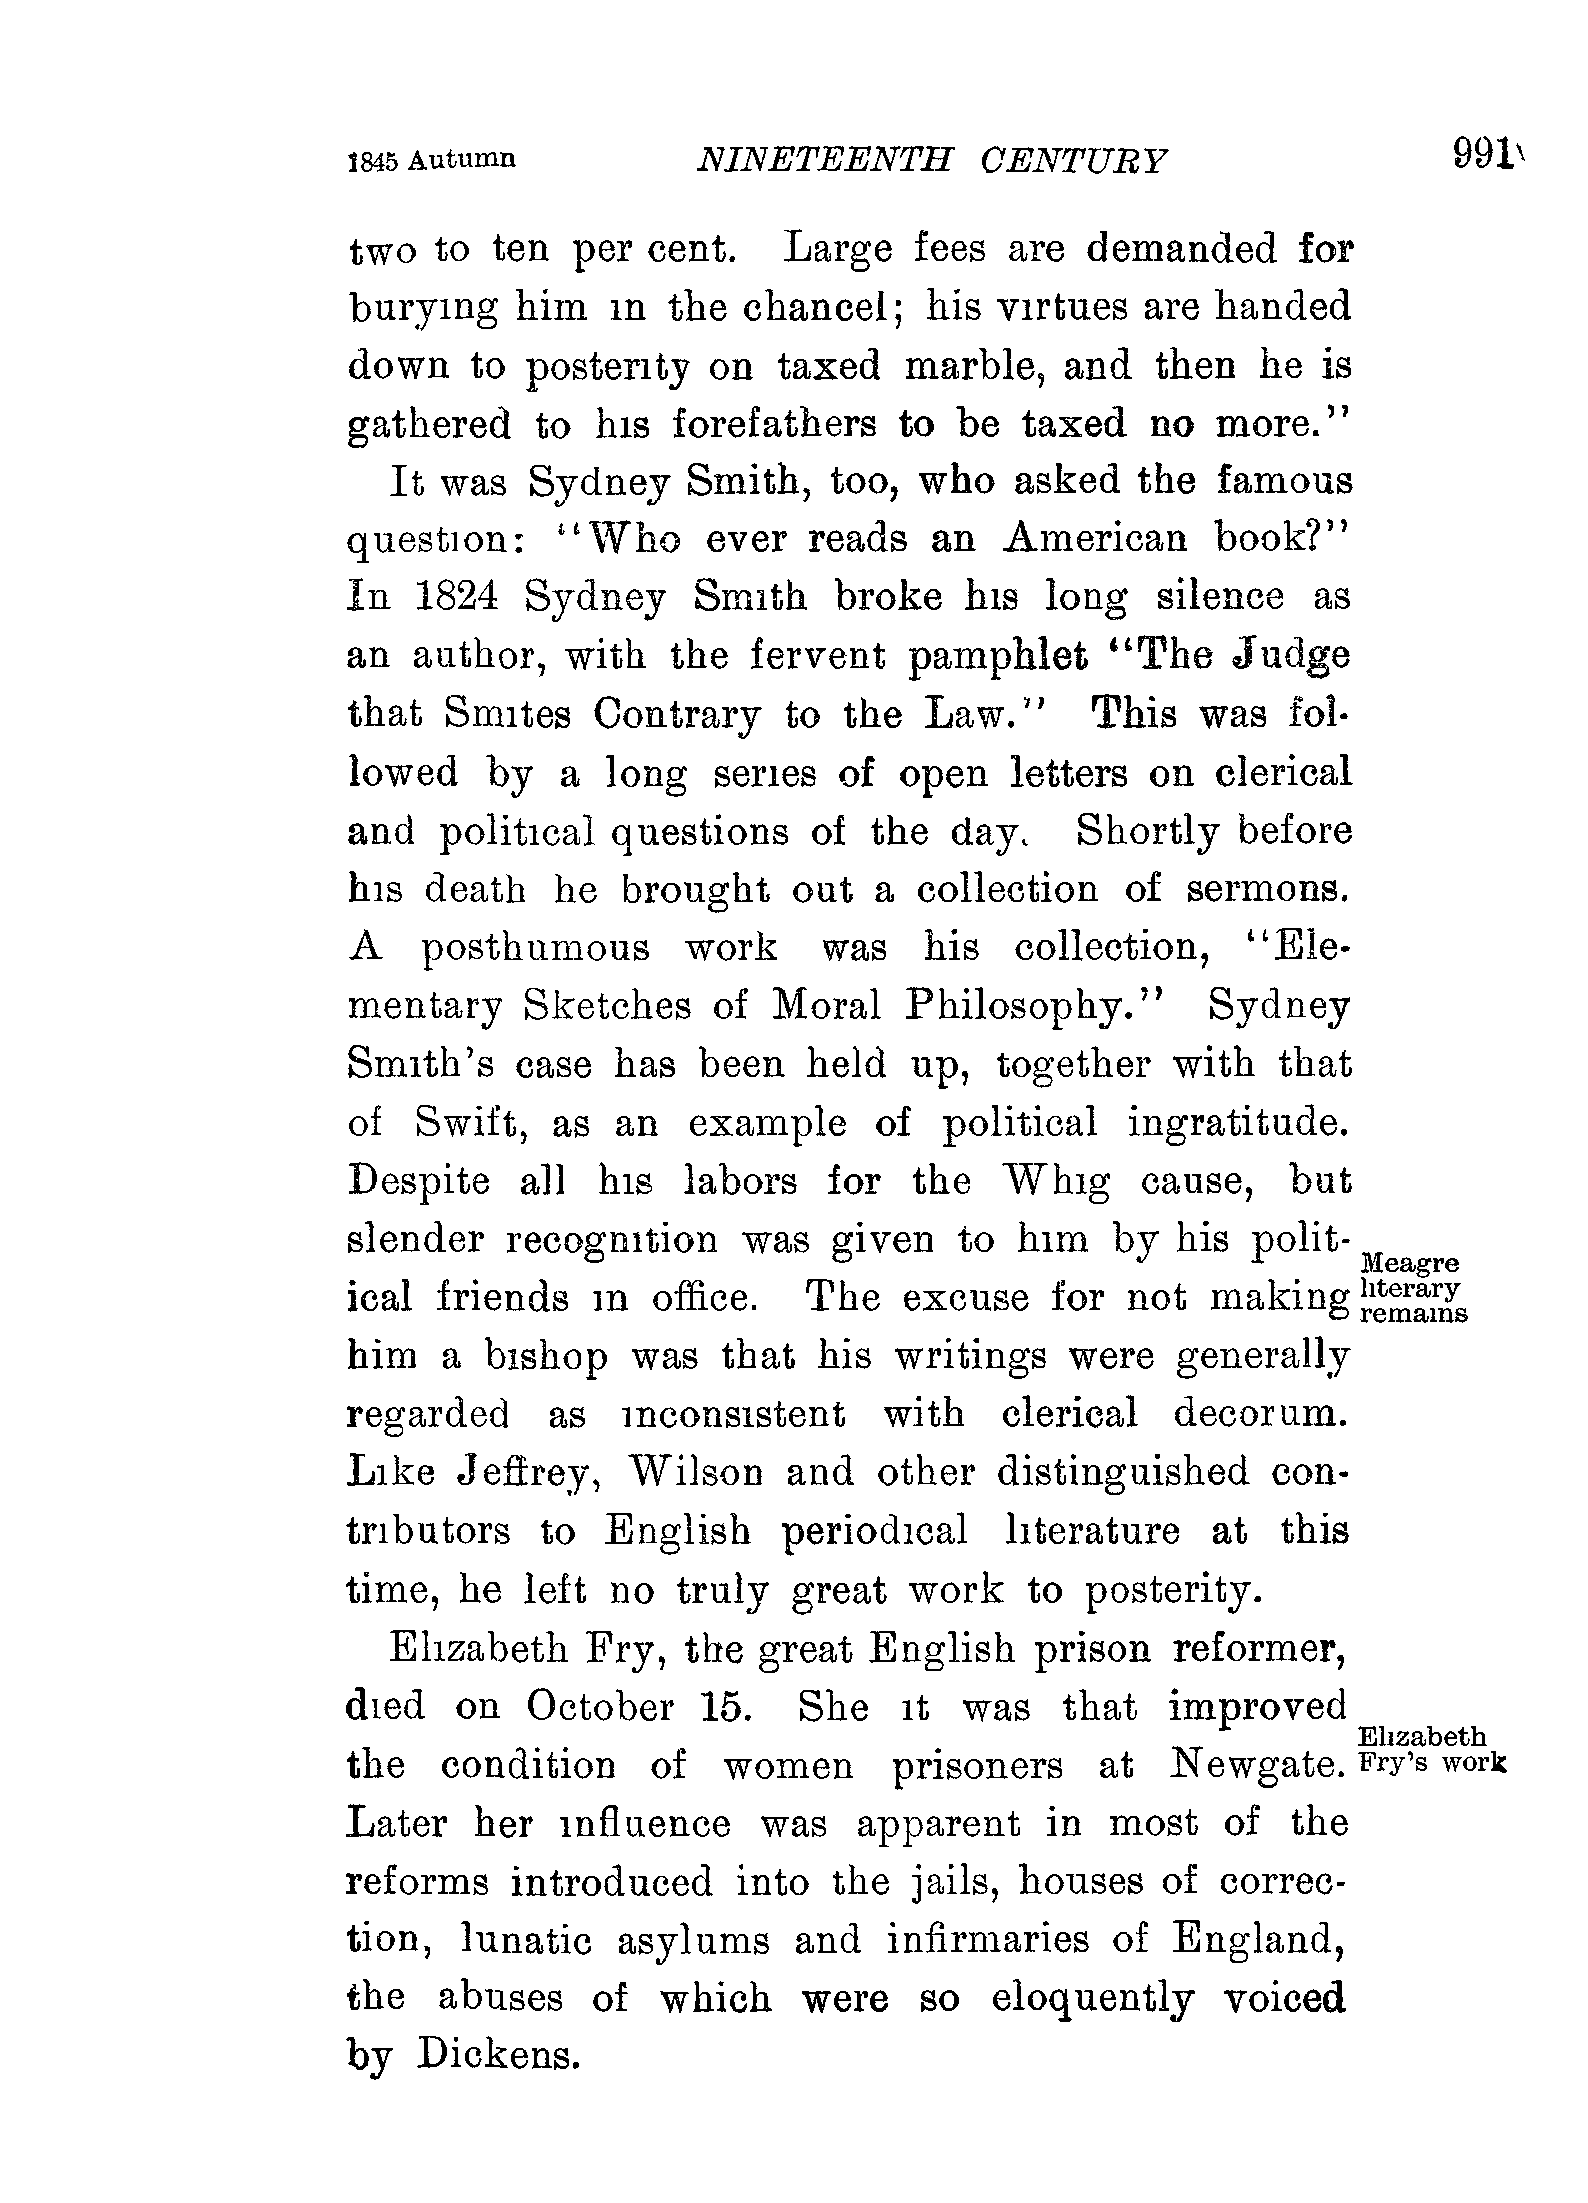 1845 Autumn NINETEENTH CENTURY 991
two to ten per cent. Large fees are demanded for
burying him in the chancel; his virtues are handed
down to posterity on taxed marble, and then he is
gathered to his forefathers to be taxed no more."
It was Sydney Smith, too, who asked the famous
question: "Who ever reads an American book?"
In 1824 Sydney Smith broke his long silence as
an author, with the fervent pamphlet "The Judge
that Smites Contrary to the Law." This was fol-
lowed by a long series of open letters on clerical
and political questions of the day. Shortly before
his death he brought out a collection of sermons.
A posthumous work was his collection, "Ele-
mentary Sketches of Moral Philosophy." Sydney
Smith's case has been held up, together with that
of Swift, as an example of political ingratitude.
Despite all his labors for the Whig cause, but
slender recognition was given to him by his polit-
ical friends in office. The excuse for not making
him a bishop was that his writings were generally
regarded as inconsistent with clerical decorum.
Like Jeffrey, Wilson and other distinguished con-
tributors to English periodical literature at this
time, he left no truly great work to posterity.
Meagre
literary
remains
Elizabeth Fry, the great English prison reformer,
died on October 15. She it was that improved
the condition of women prisoners at Newgate.
Later her influence was apparent in most of the
reforms introduced into the jails, houses of correc-
tion, lunatic asylums and infirmaries of England,
the abuses of which were so eloquently voiced
by Dickens.
Elizabeth
Fry's work